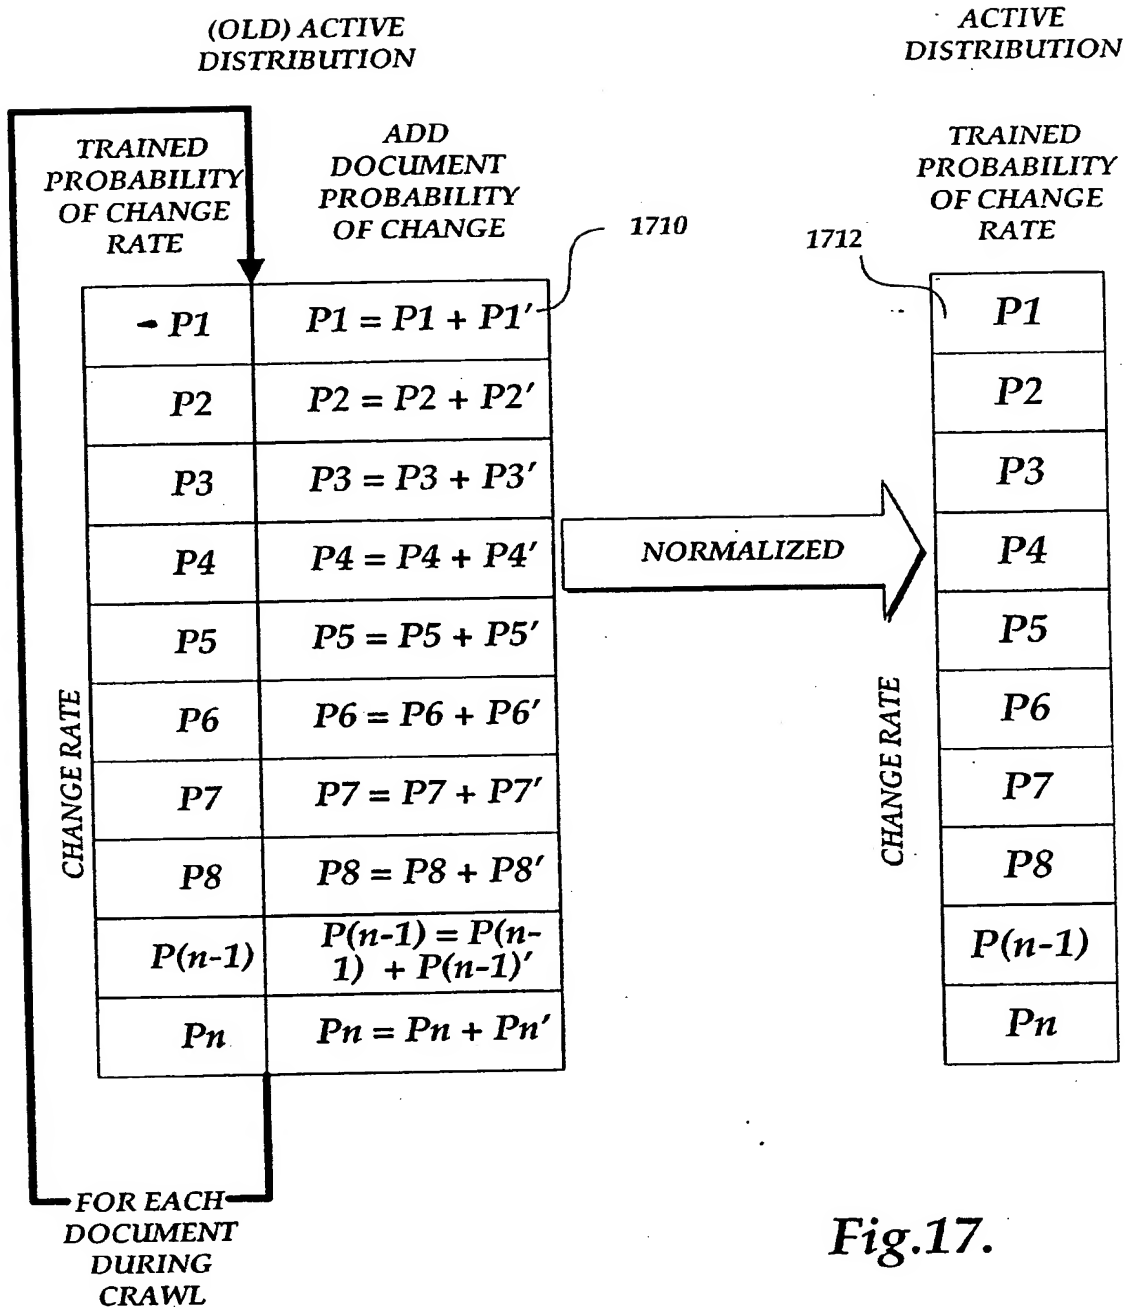 (OLD) ACTIVE
DISTRIBUTION
ACTIVE
DISTRIBUTION
TRAINED
PROBABILITY
OF CHANGE
RATE
ADD
DOCUMENT
PROBABILITY
OF CHANGE
1710
1712
TRAINED
PROBABILITY
OF CHANGE
RATE
P1
P1 = P1 + P1'
P2
P2 = P2 + P2'
P3
P3 = P3 + P3'
P4
P4 = P4 + P4'
P5
P5 = P5 + P5'
P6
P6 = P6 + P6'
P7
P7 = P7 + P7'
P8
P8 = P8 + P8'
P(n-1)
P(n-1) = P(n-
1) + P(n-1)'
Pn
Pn = Pn + Pn'
CHANGE RATE
NORMALIZED
CHANGE RATE
P1
P2
P3
P4
P5
P6
P7
P8
P(n-1)
Pn
FOR EACH
DOCUMENT
DURING
CRAWL
Fig.17.